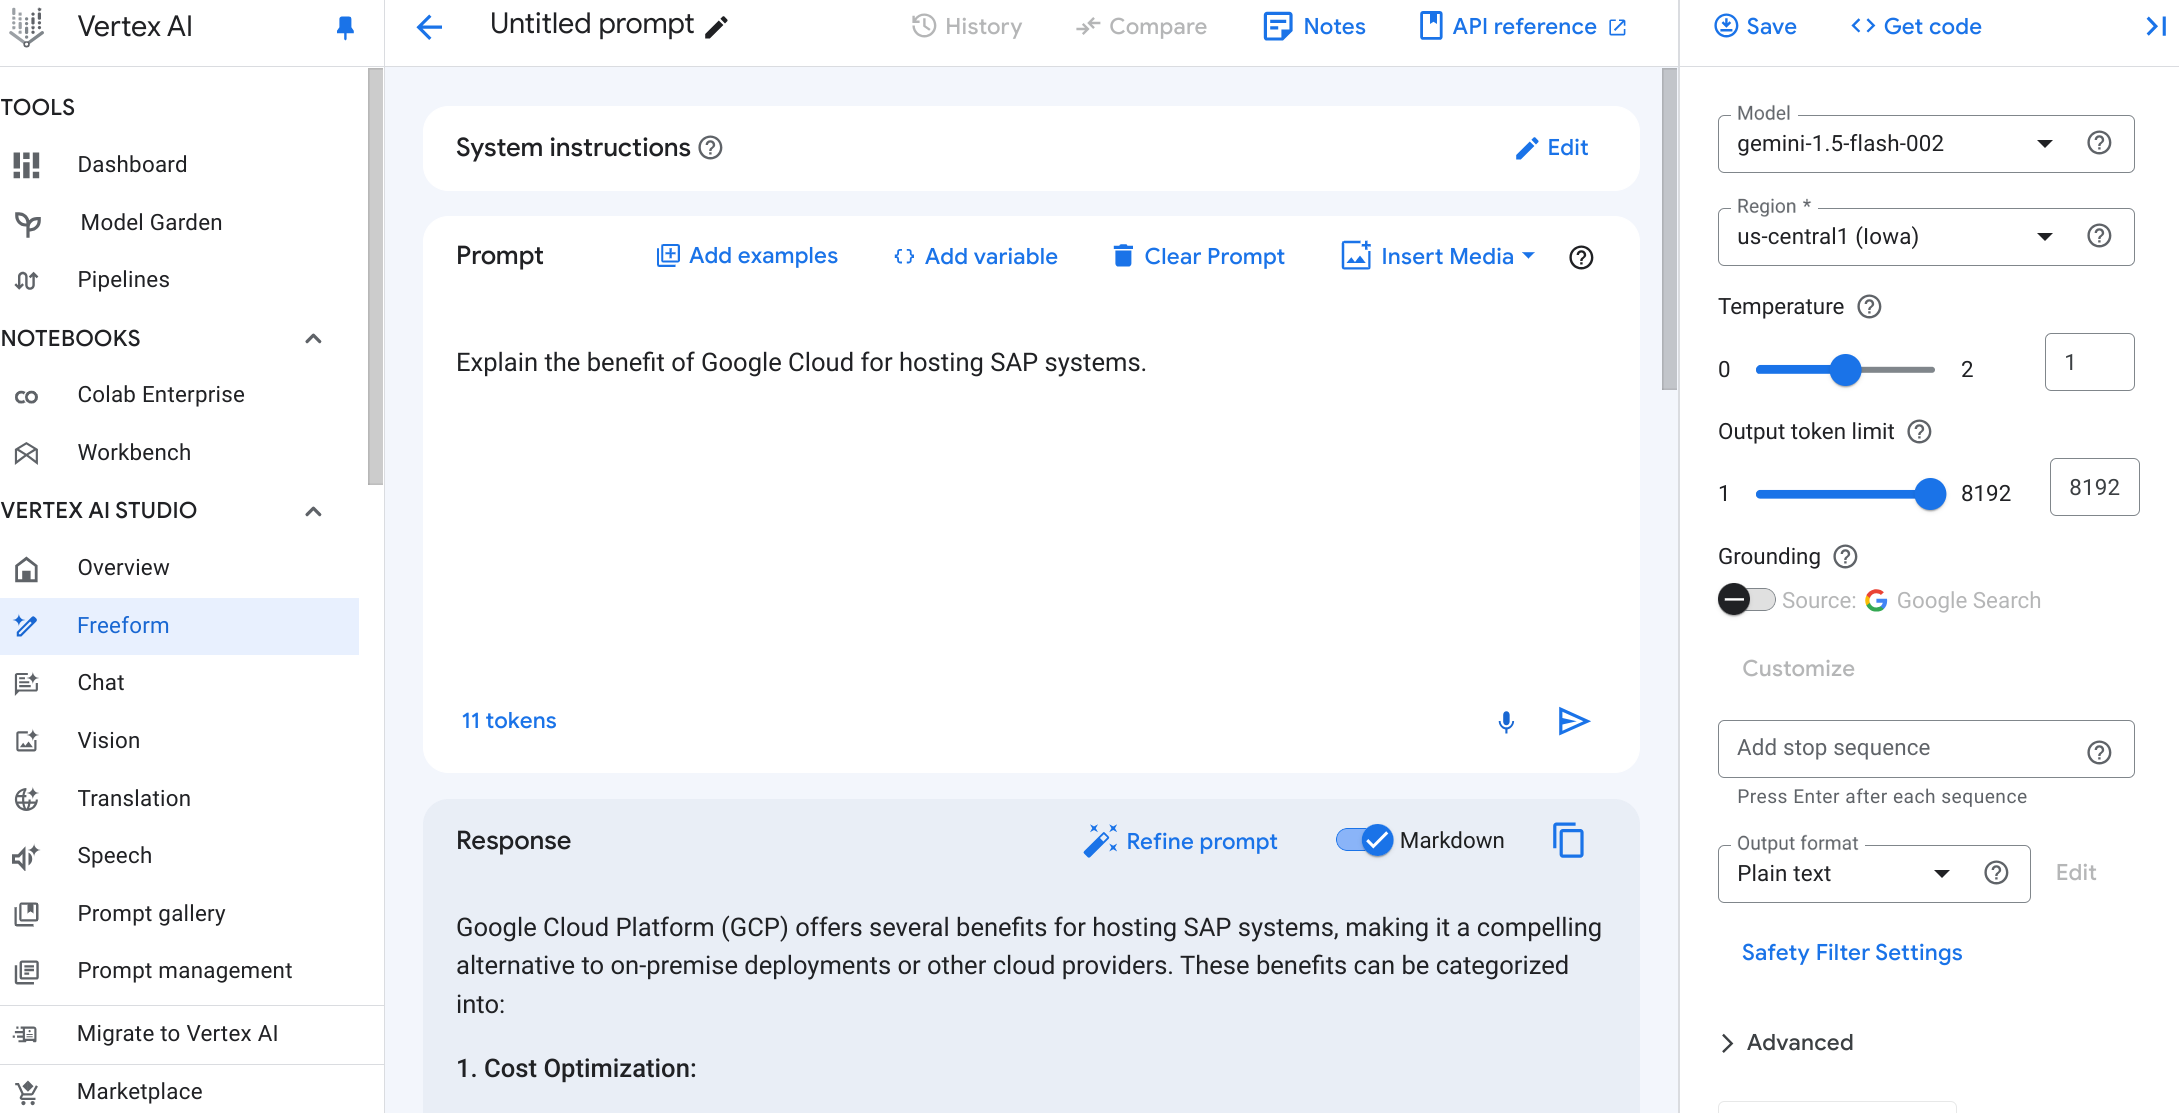 Vertex AI
TOOLS
Dashboard
Model Garden
Pipelines
NOTEBOOKS
Colab Enterprise
Workbench
VERTEX AI STUDIO
Overview
Freeform
Chat
Vision
Translation
Speech
Prompt gallery
Prompt management
Migrate to Vertex AI
Marketplace
Untitled prompt
History
Compare
Notes
API reference
System instructions
Edit
Prompt
Add examples
Add variable
Clear Prompt
Insert Media
Explain the benefit of Google Cloud for hosting SAP systems.
11 tokens
Response
Refine prompt
Markdown
Google Cloud Platform (GCP) offers several benefits for hosting SAP systems, making it a compelling
alternative to on-premise deployments or other cloud providers. These benefits can be categorized
into:
1. Cost Optimization:
Save
Get code
Model
gemini-1.5-flash-002
Region *
us-central1 (Iowa)
Temperature
0 2 1
Output token limit
1 8192 8192
Grounding
Source: Google Search
Customize
Add stop sequence
Press Enter after each sequence
Output format
Plain text
Edit
Safety Filter Settings
Advanced